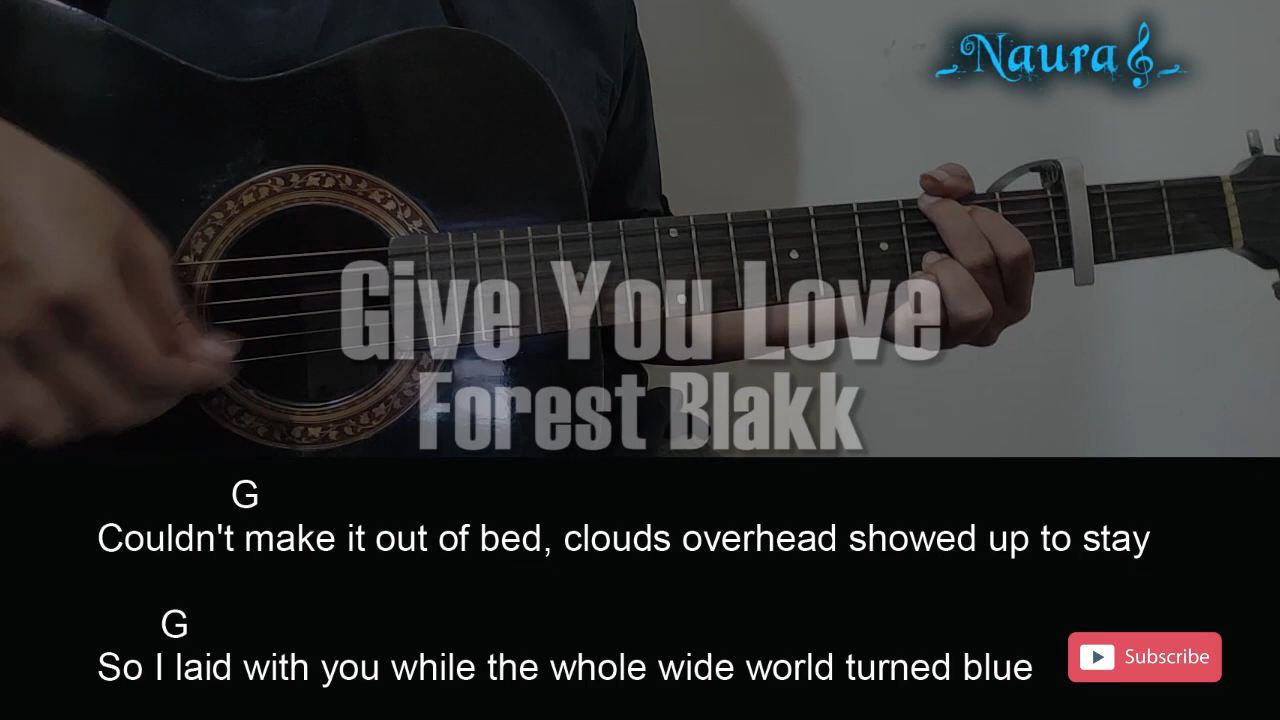 Naura
Give You Love
Forest Blakk
G
Couldn't make it out of bed, clouds overhead showed up to stay
G
So I laid with you while the whole wide world turned blue
Subscribe